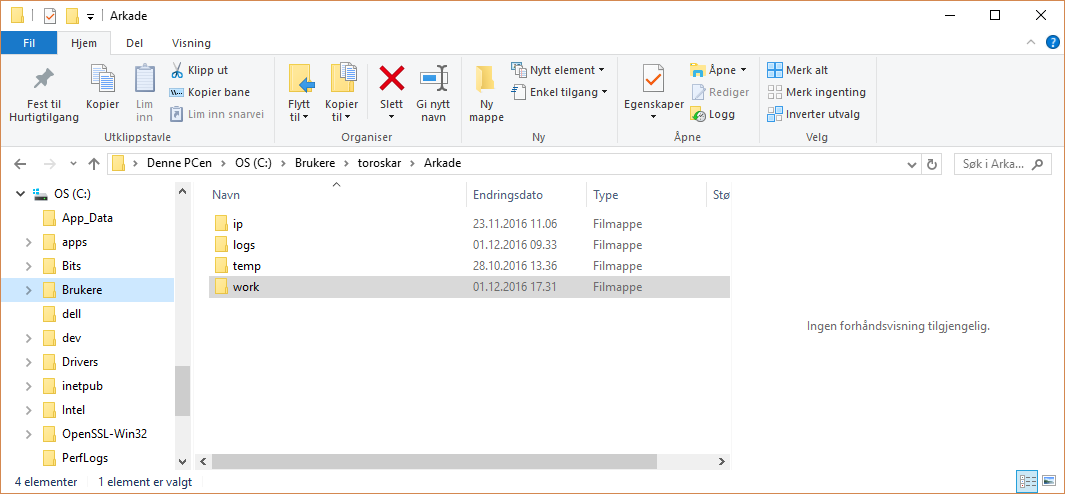 Arkade
Fil Hjem Del Visning
Fest til Hurtigtilgang
Kopier
Lim inn
Klipp ut
Kopier bane
Lim inn snarvei
Utklippstavle
Flytt til
Kopier til
Slett
Gi nytt navn
Organiser
Ny mappe
Nytt element
Enkel tilgang
Ny
Egenskaper
Åpne
Rediger
Logg
Åpne
Merk alt
Merk ingenting
Inverter utvalg
Velg
Denne PCen OS (C:) Brukere toroskar Arkade
Søk i Arka...
OS (C:)
App_Data
apps
Bits
Brukere
dell
dev
Drivers
inetpub
Intel
OpenSSL-Win32
PerfLogs
Navn Endringsdato Type Stø
ip 23.11.2016 11.06 Filmappe
logs 01.12.2016 09.33 Filmappe
temp 28.10.2016 13.36 Filmappe
work 01.12.2016 17.31 Filmappe
Ingen forhåndsvisning tilgjengelig.
4 elementer 1 element er valgt